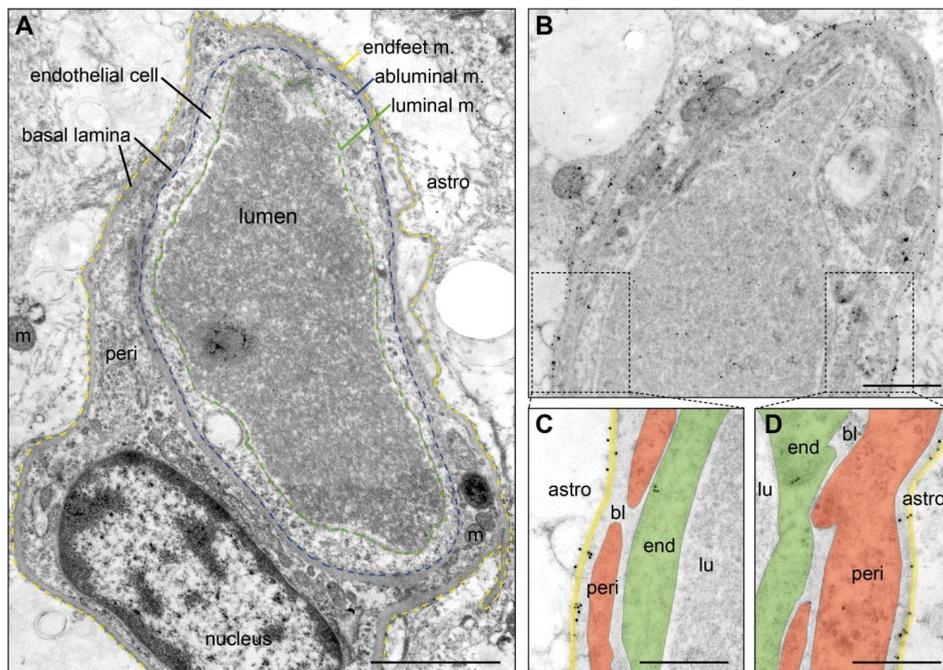 A
endfeet m.
abluminal m.
luminal m.
endothelial cell
basal lamina
astro
lumen
m
peri
m
nucleus
B
C
astro
bl
end
peri
lu
D
bl
end
lu
astro
peri